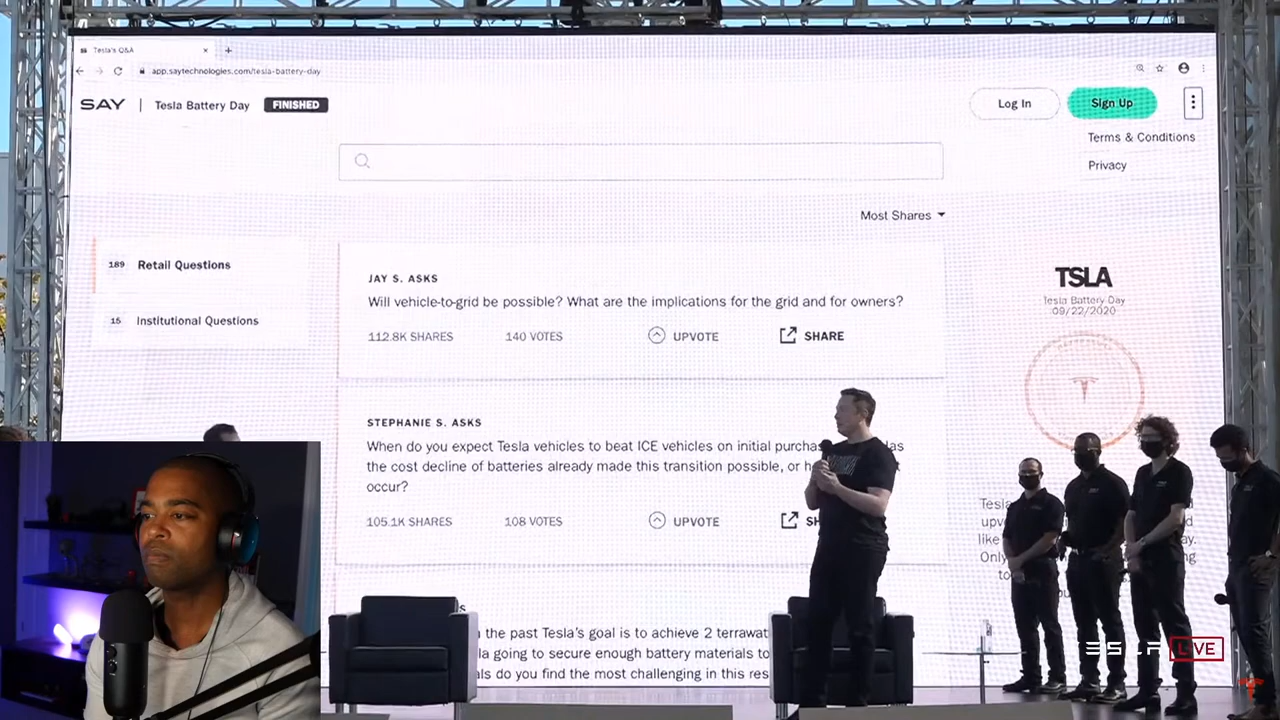 Tesla's Q&A
app.saytechnologies.com/tesla-battery-day
SAY | Tesla Battery Day FINISHED
Log In
Sign Up
Terms & Conditions
Privacy
Most Shares
189 Retail Questions
15 Institutional Questions
JAY S. ASKS
Will vehicle-to-grid be possible? What are the implications for the grid and for owners?
112.8K SHARES 140 VOTES UPVOTE SHARE
STEPHANIE S. ASKS
When do you expect Tesla vehicles to beat ICE vehicles on initial
the cost decline of batteries already made this transition possible, or
occur?
105.1K SHARES 108 VOTES UPVOTE
the past Tesla's goal is to achieve 2 terrawat
la going to secure enough battery materials to
als do you find the most challenging in this res
TSLA
Tesla Battery Day
09/22/2020
LIVE